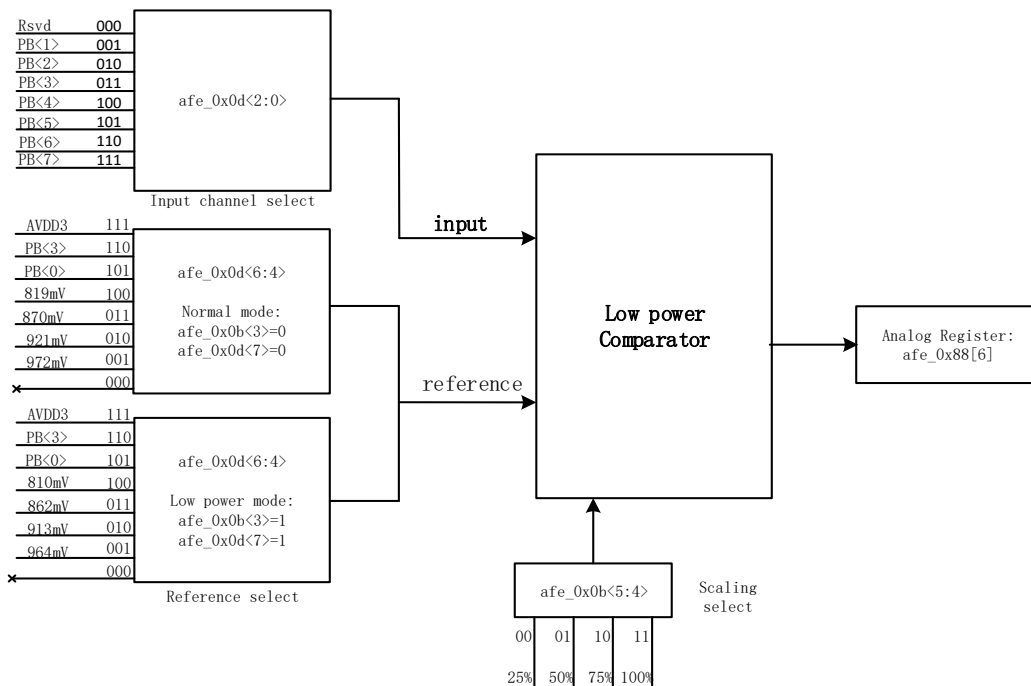 Rsvd 000
PB<1> 001
PB<2> 010
PB<3> 011
PB<4> 100
PB<5> 101
PB<6> 110
PB<7> 111
afe_0x0d<2:0>
Input channel select
AVDD3 111
PB<3> 110
PB<0> 101
819mV 100
870mV 011
921mV 010
972mV 001
000
afe_0x0d<6:4>
Normal mode:
afe_0x0b<3>=0
afe_0x0d<7>=0
AVDD3 111
PB<3> 110
PB<0> 101
810mV 100
862mV 011
913mV 010
964mV 001
000
afe_0x0d<6:4>
Low power mode:
afe_0x0b<3>=1
afe_0x0d<7>=1
Reference select
input
reference
Low power
Comparator
Analog Register:
afe_0x88[6]
afe_0x0b<5:4>
Scaling
select
00 01 10 11
25% 50% 75% 100%